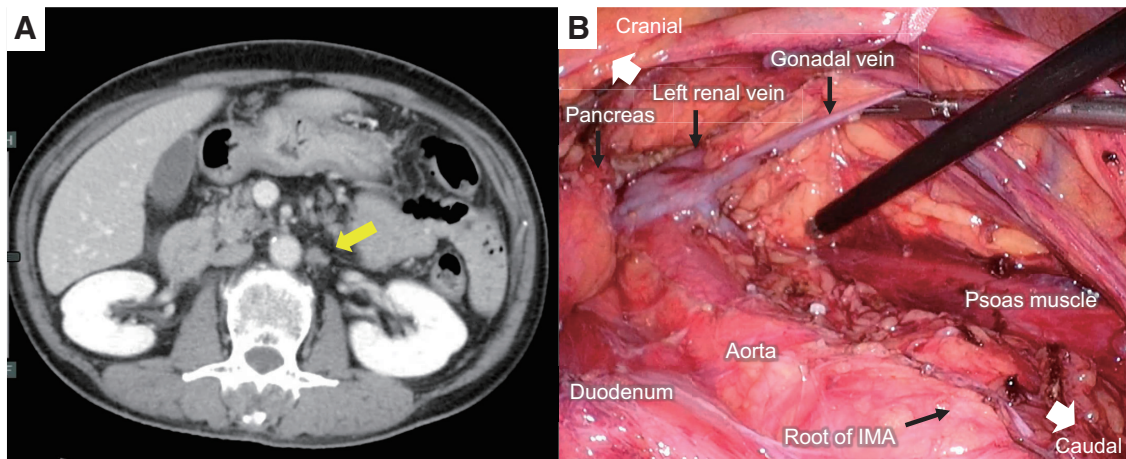 A
H
F
B
Cranial
Gonadal vein
Left renal vein
Pancreas
Psoas muscle
Aorta
Duodenum
Root of IMA
Caudal